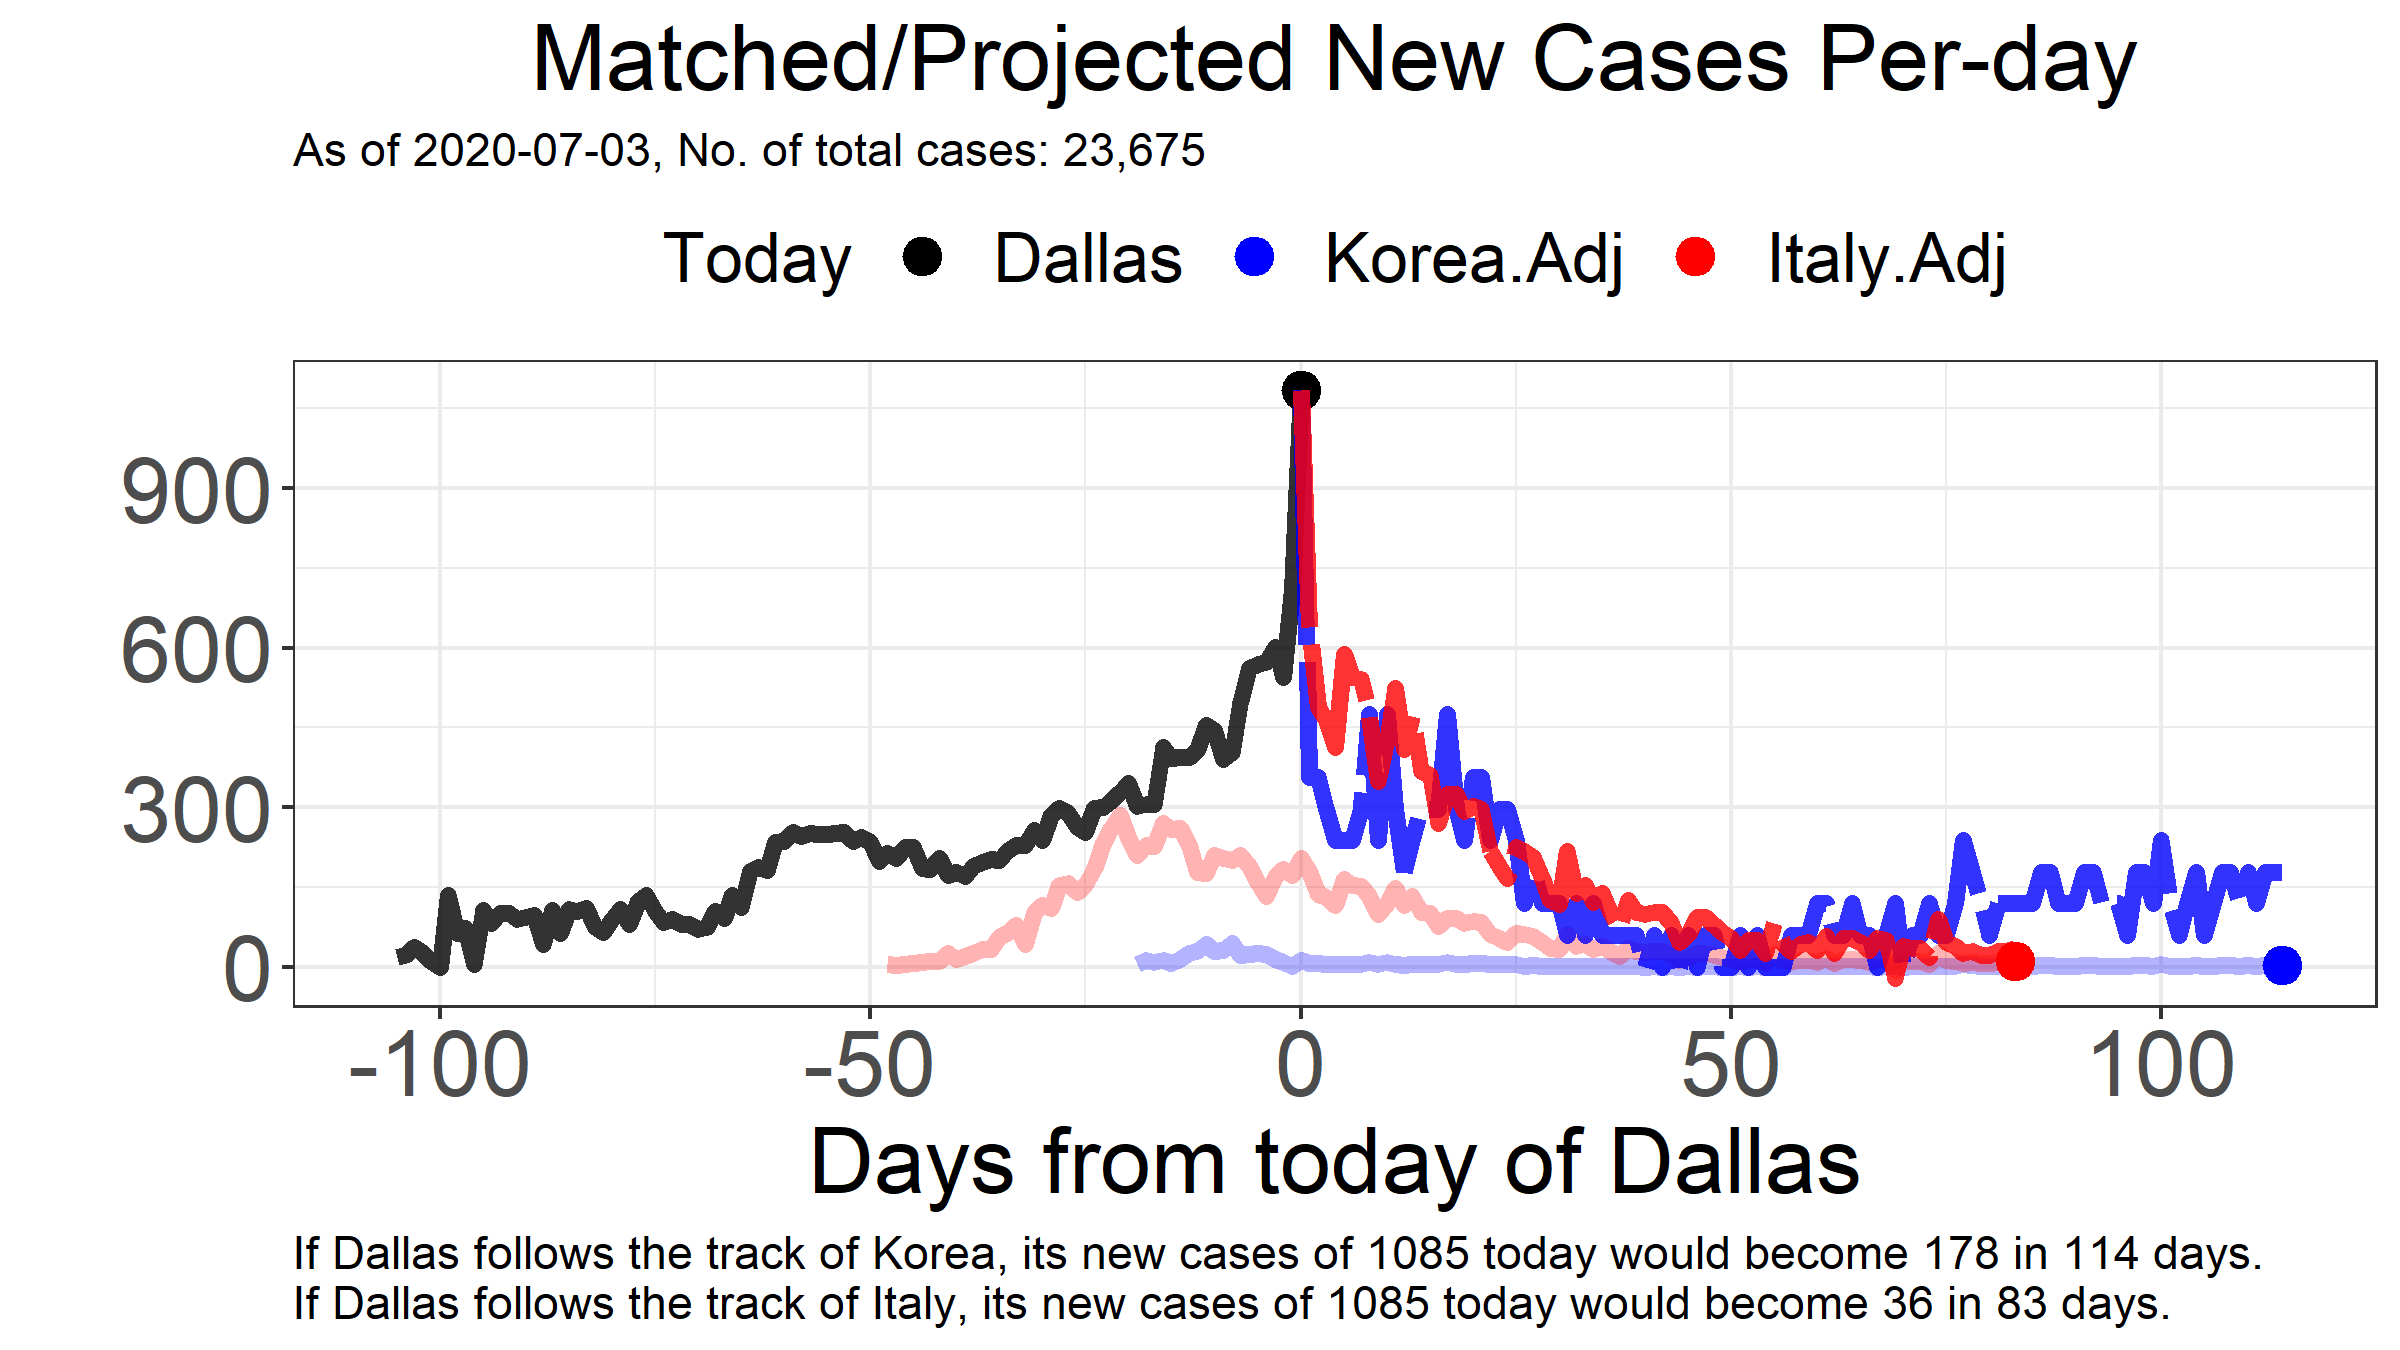 Matched/Projected New Cases Per-day
As of 2020-07-03, No. of total cases: 23,675
Today Dallas Korea.Adj Italy.Adj
900
600
300
0
-100 -50 0 50 100
Days from today of Dallas
If Dallas follows the track of Korea, its new cases of 1085 today would become 178 in 114 days.
If Dallas follows the track of Italy, its new cases of 1085 today would become 36 in 83 days.